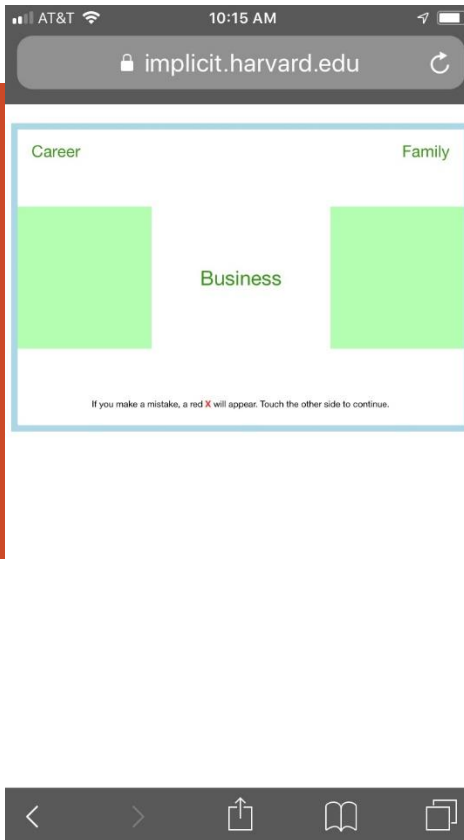 AT&T 10:15 AM
implicit.harvard.edu
Career Family
Business
If you make a mistake, a red X will appear. Touch the other side to continue.